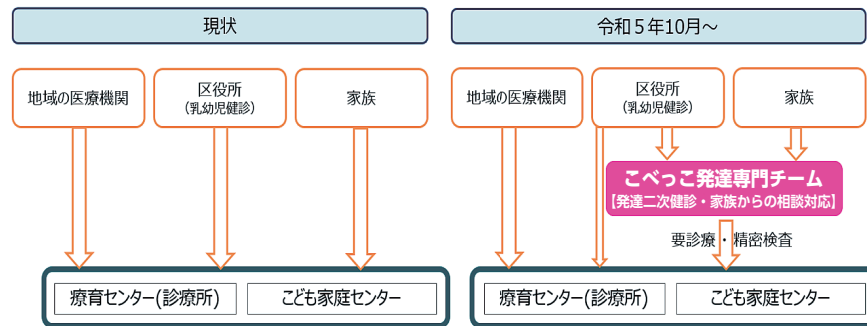 現状
令和５年10月～
地域の医療機関
区役所
（乳幼児健診）
家族
地域の医療機関
区役所
（乳幼児健診）
家族
こべっこ発達専門チーム
【発達二次健診・家族からの相談対応】
要診療・精密検査
療育センター(診療所)
こども家庭センター
療育センター(診療所)
こども家庭センター